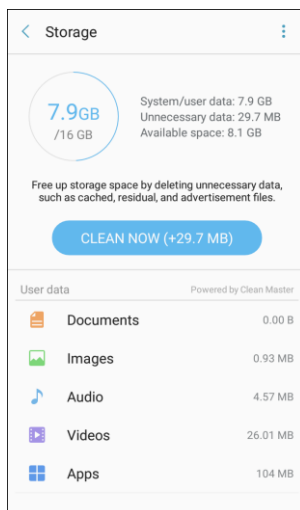 Storage
7.9GB
/16 GB
System/user data: 7.9 GB
Unnecessary data: 29.7 MB
Available space: 8.1 GB
Free up storage space by deleting unnecessary data,
such as cached, residual, and advertisement files.
CLEAN NOW (+29.7 MB)
User data Powered by Clean Master
Documents 0.00 B
Images 0.93 MB
Audio 4.57 MB
Videos 26.01 MB
Apps 104 MB